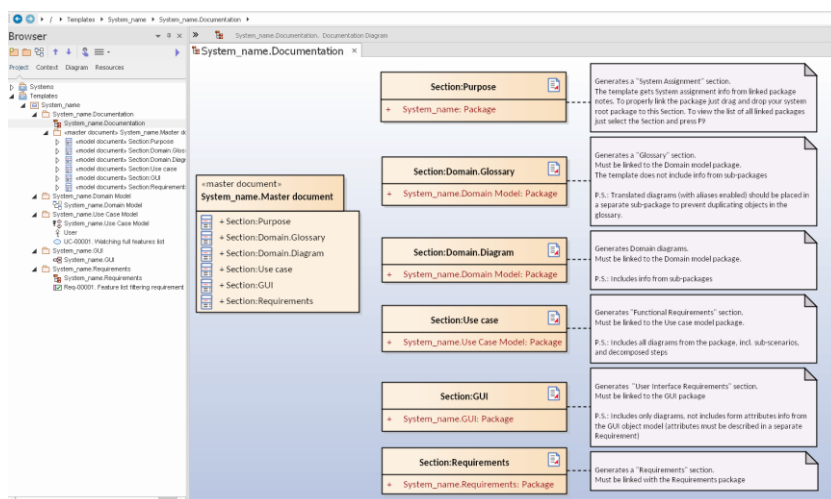 / Templates System_name System_name.Documentation
Browser
System_name.Documentation: Documentation Diagram
System_name.Documentation ×
Project Context Diagram Resources
Systems
Templates
System_name
System_name.Documentation
System_name.Documentation
«master document» System_name.Master do
«model document» Section:Purpose
«model document» Section:Domain.Glos
«model document» Section:Domain.Diagr
«model document» Section:Use case
«model document» Section:GUI
«model document» Section:Requirement
System_name.Domain Model
System_name.Domain Model
System_name.Use Case Model
System_name.Use Case Model
User
UC-00001. Watching full features list
System_name.GUI
System_name.GUI
System_name.Requirements
System_name.Requirements
Req-00001. Feature list filtering requirement
«master document»
System_name.Master document
+ Section:Purpose
+ Section:Domain.Glossary
+ Section:Domain.Diagram
+ Section:Use case
+ Section:GUI
+ Section:Requirements
Section:Purpose
+ System_name: Package
Generates a "System Assignment" section.
The template gets System assignment info from linked package
notes. To properly link the package just drag and drop your system
root package to this Section. To view the list of all linked packages
just select the Section and press F9
Section:Domain.Glossary
+ System_name.Domain Model: Package
Generates a "Glossary" section.
Must be linked to the Domain model package.
The template does not include info from sub-packages
P.S.: Translated diagrams (with aliases enabled) should be placed in
a separate sub-package to prevent duplicating objects in the
glossary.
Section:Domain.Diagram
+ System_name.Domain Model: Package
Generates Domain diagrams.
Must be linked to the Domain model package.
P.S.: Includes info from sub-packages
Section:Use case
+ System_name.Use Case Model: Package
Generates "Functional Requirements" section.
Must be linked to the Use case model package.
P.S.: Includes all diagrams from the package, incl. sub-scenarios,
and decomposed steps
Section:GUI
+ System_name.GUI: Package
Generates "User Interface Requirements" section.
Must be linked to the GUI package
P.S.: Includes only diagrams, not includes form attributes info from
the GUI object model (attributes must be described in a separate
Requirement)
Section:Requirements
+ System_name.Requirements: Package
Generates a "Requirements" section.
Must be linked with the Requirements package